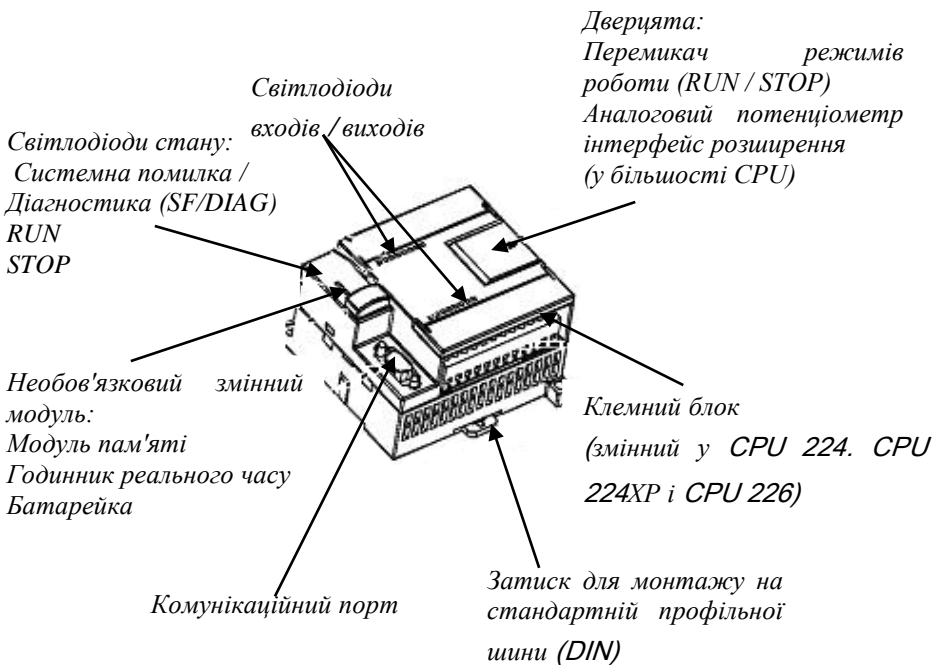 Дверцята:
Перемикач режимів
роботи (RUN / STOP)
Аналоговий потенціометр
інтерфейс розширення
(у більшості CPU)
Світлодіоди
входів / виходів
Світлодіоди стану:
Системна помилка /
Діагностика (SF/DIAG)
RUN
STOP
Необов'язковий змінний
модуль:
Модуль пам'яті
Годинник реального часу
Батарейка
Клемний блок
(змінний у CPU 224. CPU
224XP і CPU 226)
Комунікаційний порт
Затиск для монтажу на
стандартній профільної
шини (DIN)